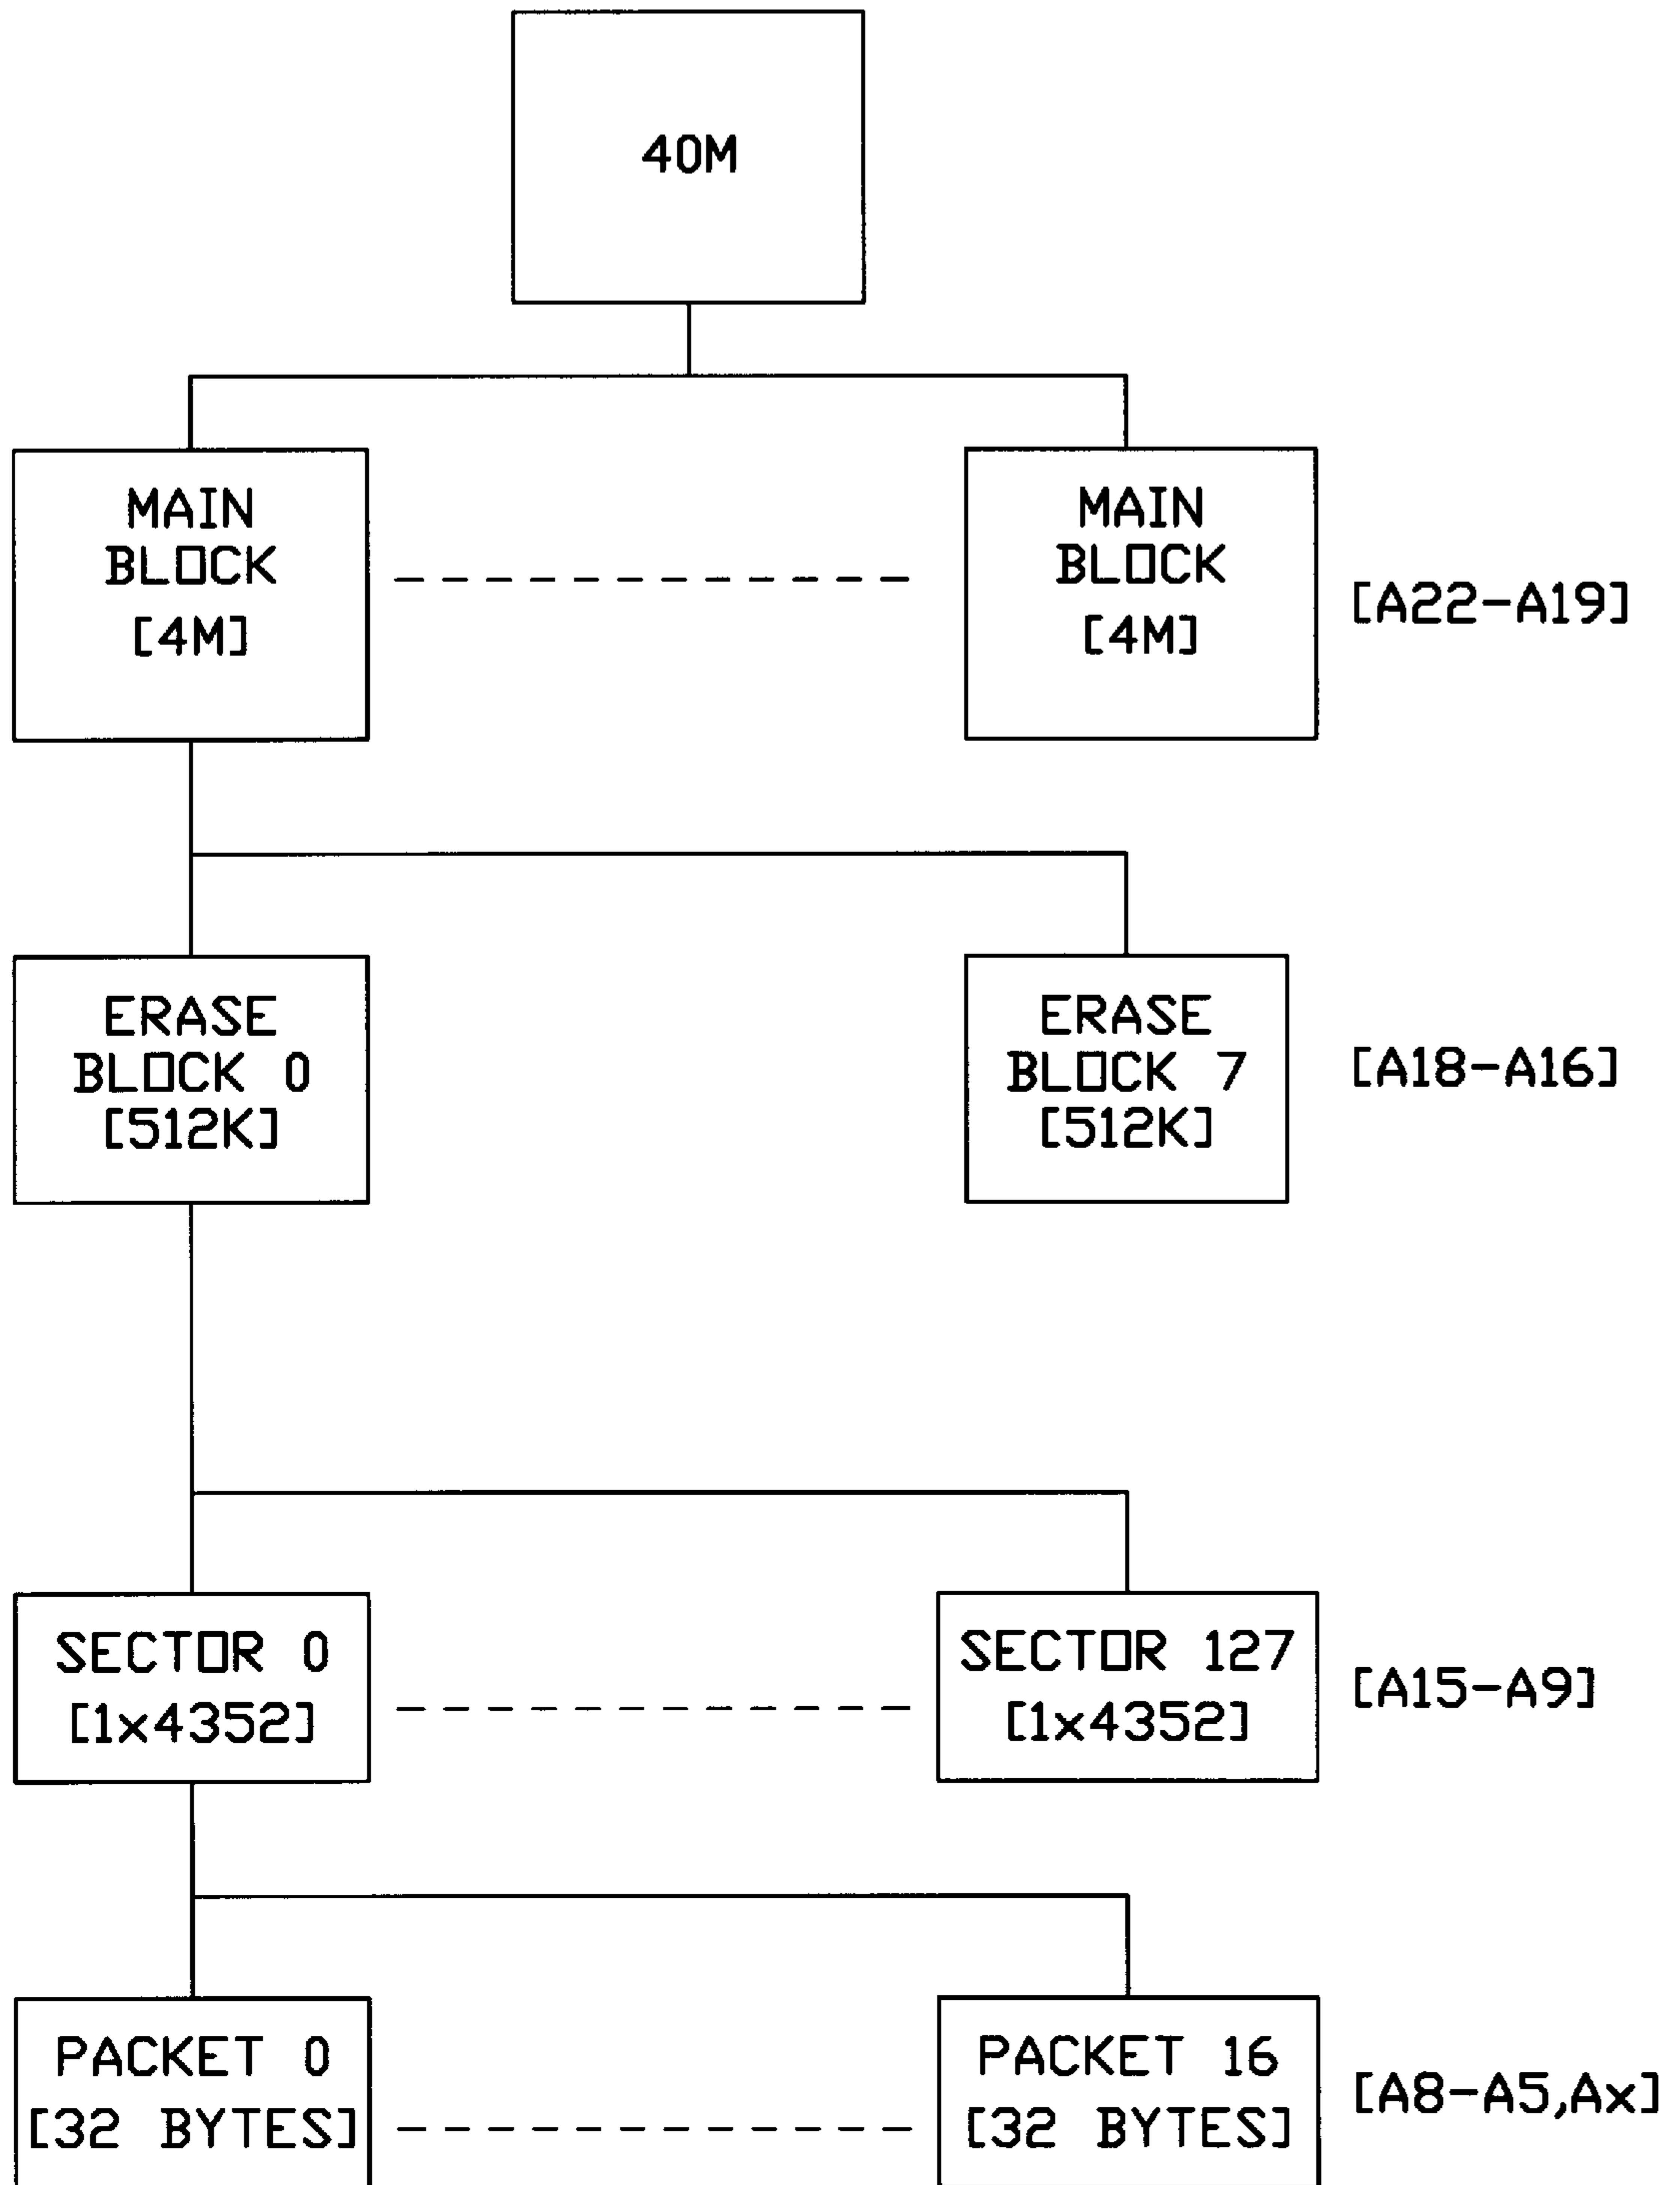 40M
MAIN
BLOCK
[4M]
MAIN
BLOCK
[4M]
[A22-A19]
ERASE
BLOCK 0
[512K]
ERASE
BLOCK 7
[512K]
[A18-A16]
SECTOR 0
[1x4352]
SECTOR 127
[1x4352]
[A15-A9]
PACKET 0
[32 BYTES]
PACKET 16
[32 BYTES]
[A8-A5,Ax]